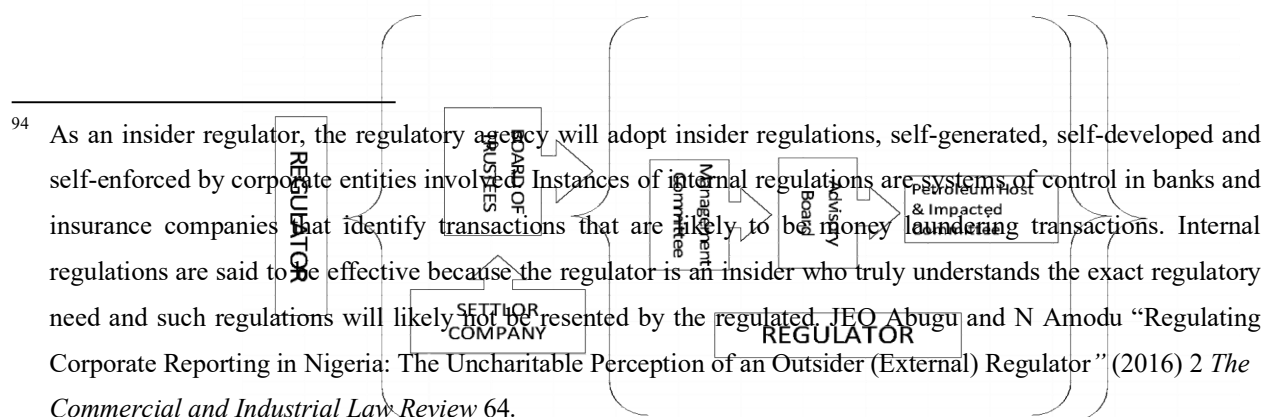 94 As an insider regulator, the regulatory agency will adopt insider regulations, self-generated, self-developed and
self-enforced by corporate entities involved. Instances of internal regulations are systems of control in banks and
insurance companies that identify transactions that are likely to be money laundering transactions. Internal
regulations are said to be effective because the regulator is an insider who truly understands the exact regulatory
need and such regulations will likely not be resented by the regulated. JEO Abugu and N Amodu “Regulating
Corporate Reporting in Nigeria: The Uncharitable Perception of an Outsider (External) Regulator” (2016) 2 The
Commercial and Industrial Law Review 64.
REGULATOR
BOARD OF
TRUSTEES
SETTLOR
COMPANY
Management
Committee
Advisory
Board
Petroleum Host
& Impacted
Committee
REGULATOR